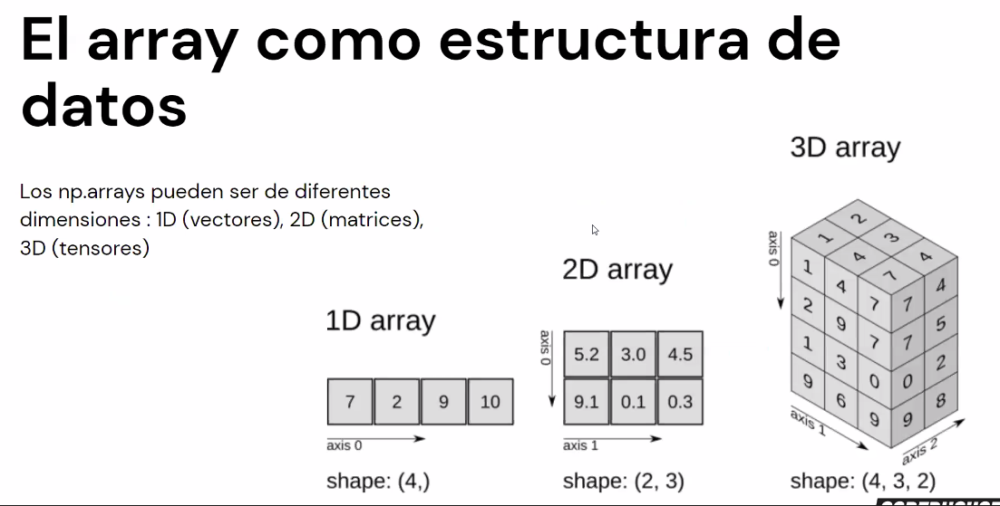 El array como estructura de
datos
Los np.arrays pueden ser de diferentes
dimensiones : 1D (vectores), 2D (matrices),
3D (tensores)
1D array
7 2 9 10
axis 0
shape: (4,)
2D array
axis 0
5.2 3.0 4.5
9.1 0.1 0.3
axis 1
shape: (2, 3)
3D array
axis 0
1 2
4 3
7 4
1 4 7 7 4
2 9 7 7 5
1 3 0 0 2
9 6 9 9 8
axis 1
axis 2
shape: (4, 3, 2)